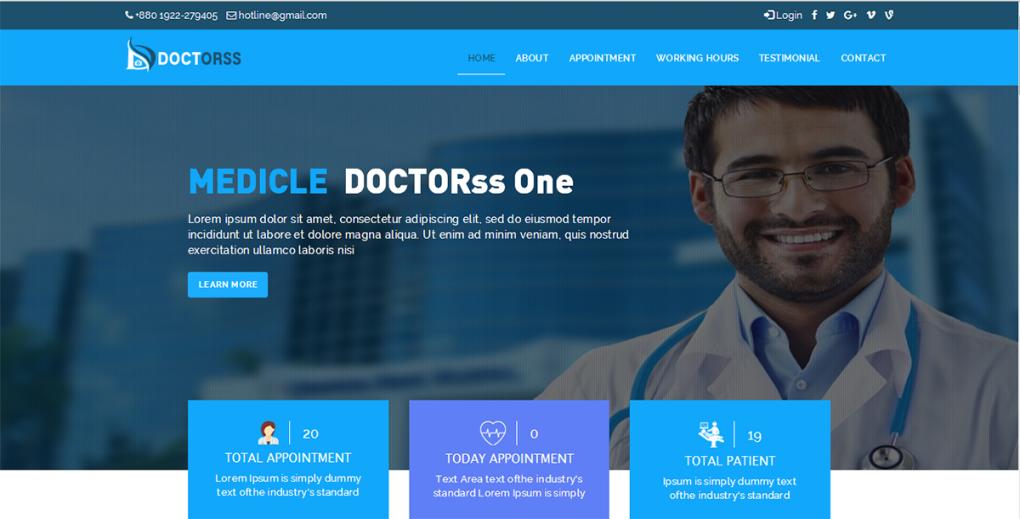 +880 1922-279405 hotline@gmail.com Login
DOCTORSS HOME ABOUT APPOINTMENT WORKING HOURS TESTIMONIAL CONTACT
MEDICLE DOCTORss One
Lorem ipsum dolor sit amet, consectetur adipiscing elit, sed do eiusmod tempor
incididunt ut labore et dolore magna aliqua. Ut enim ad minim veniam, quis nostrud
exercitation ullamco laboris nisi
LEARN MORE
20
TOTAL APPOINTMENT
Lorem Ipsum is simply dummy
text ofthe industry's standard
0
TODAY APPOINTMENT
Text Area text ofthe industry's
standard Lorem Ipsum is simply
19
TOTAL PATIENT
Ipsum is simply dummy text
ofthe industry's standard